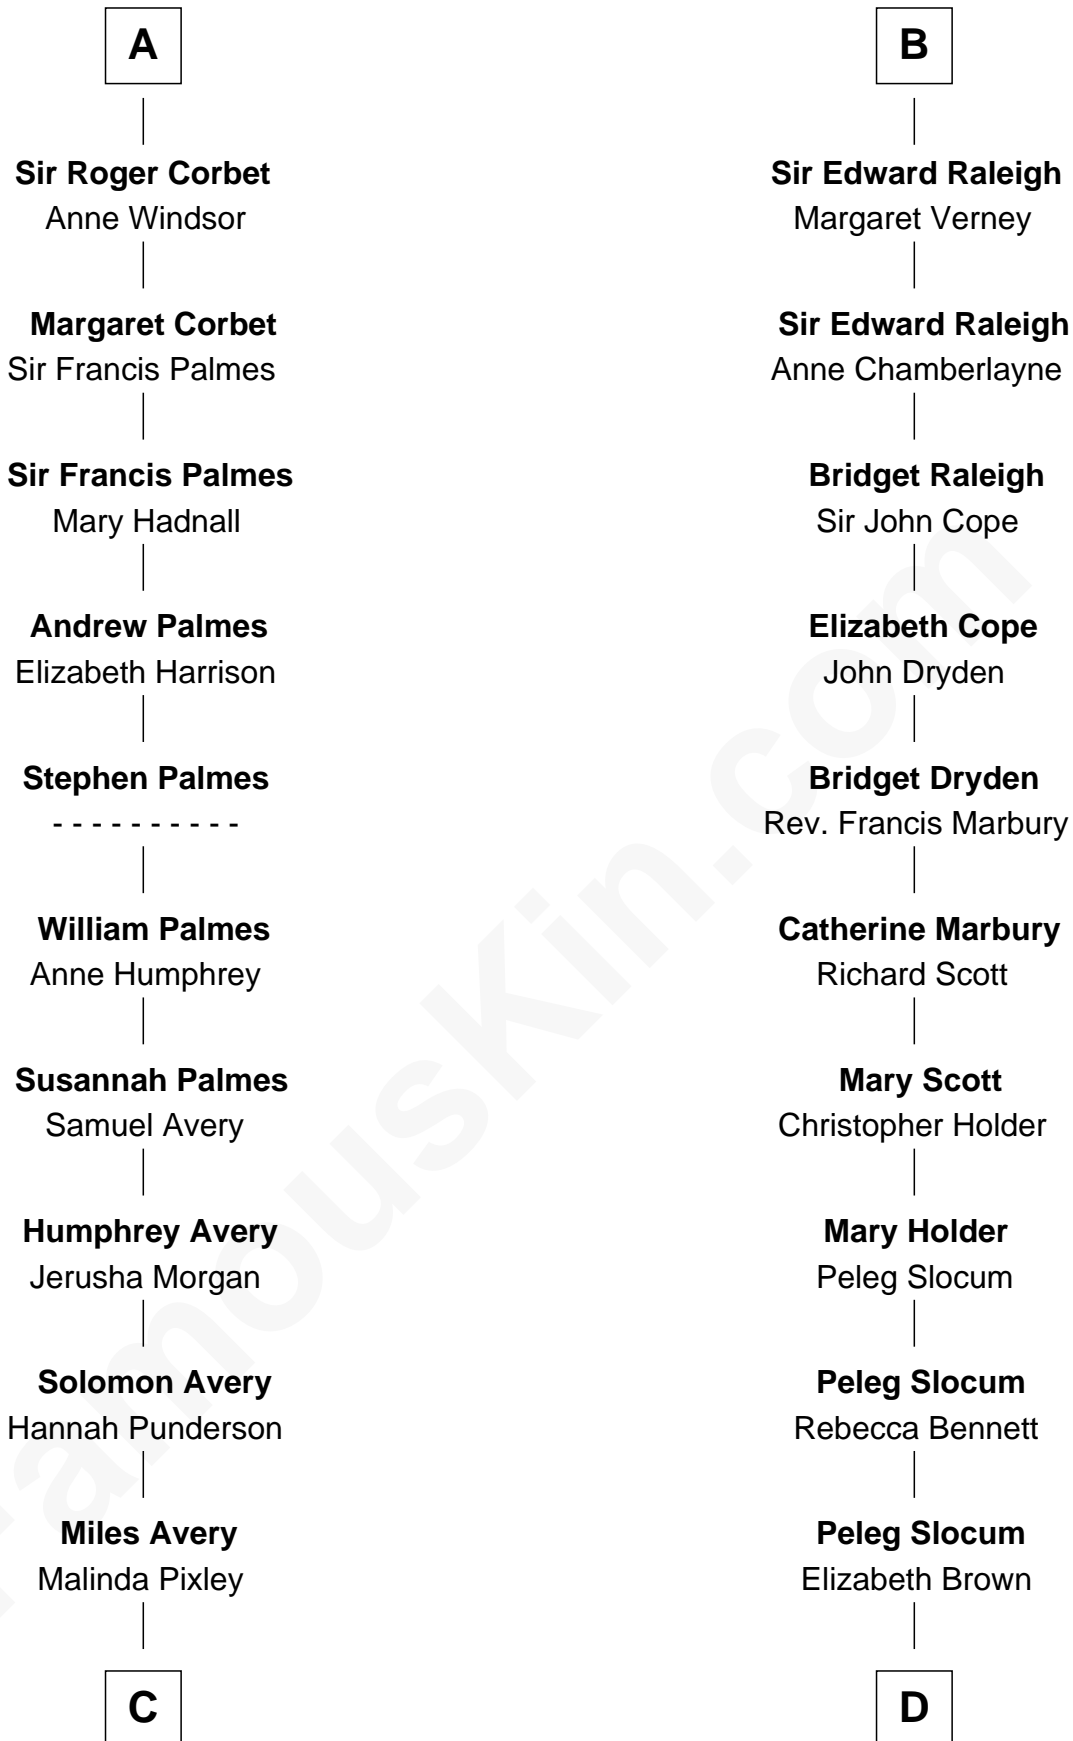 A
Sir Roger Corbet
Anne Windsor
Margaret Corbet
Sir Francis Palmes
Sir Francis Palmes
Mary Hadnall
Andrew Palmes
Elizabeth Harrison
Stephen Palmes
- - - - - - - - - -
William Palmes
Anne Humphrey
Susannah Palmes
Samuel Avery
Humphrey Avery
Jerusha Morgan
Solomon Avery
Hannah Punderson
Miles Avery
Malinda Pixley
C
B
Sir Edward Raleigh
Margaret Verney
Sir Edward Raleigh
Anne Chamberlayne
Bridget Raleigh
Sir John Cope
Elizabeth Cope
John Dryden
Bridget Dryden
Rev. Francis Marbury
Catherine Marbury
Richard Scott
Mary Scott
Christopher Holder
Mary Holder
Peleg Slocum
Peleg Slocum
Rebecca Bennett
Peleg Slocum
Elizabeth Brown
D
FamousKin.com